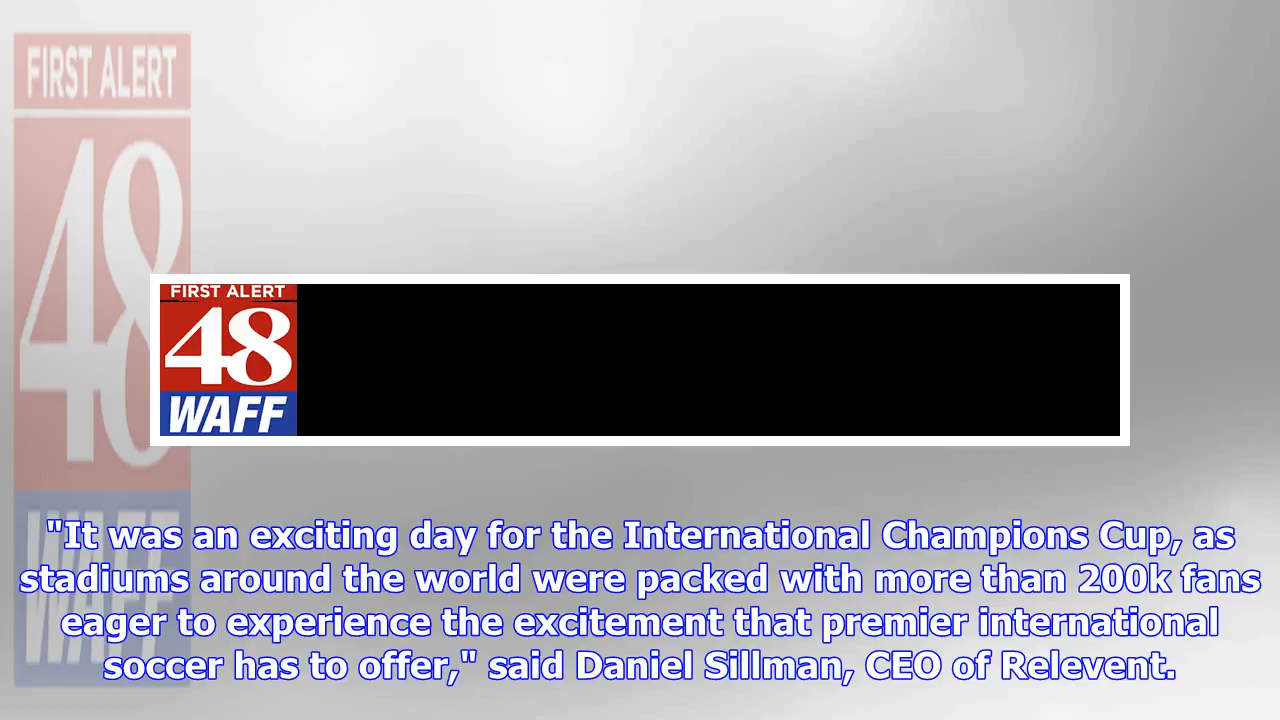 FIRST ALERT
48
WAFF
FIRST ALERT
48
WAFF
"It was an exciting day for the International Champions Cup, as
stadiums around the world were packed with more than 200k fans
eager to experience the excitement that premier international
soccer has to offer," said Daniel Sillman, CEO of Relevent.